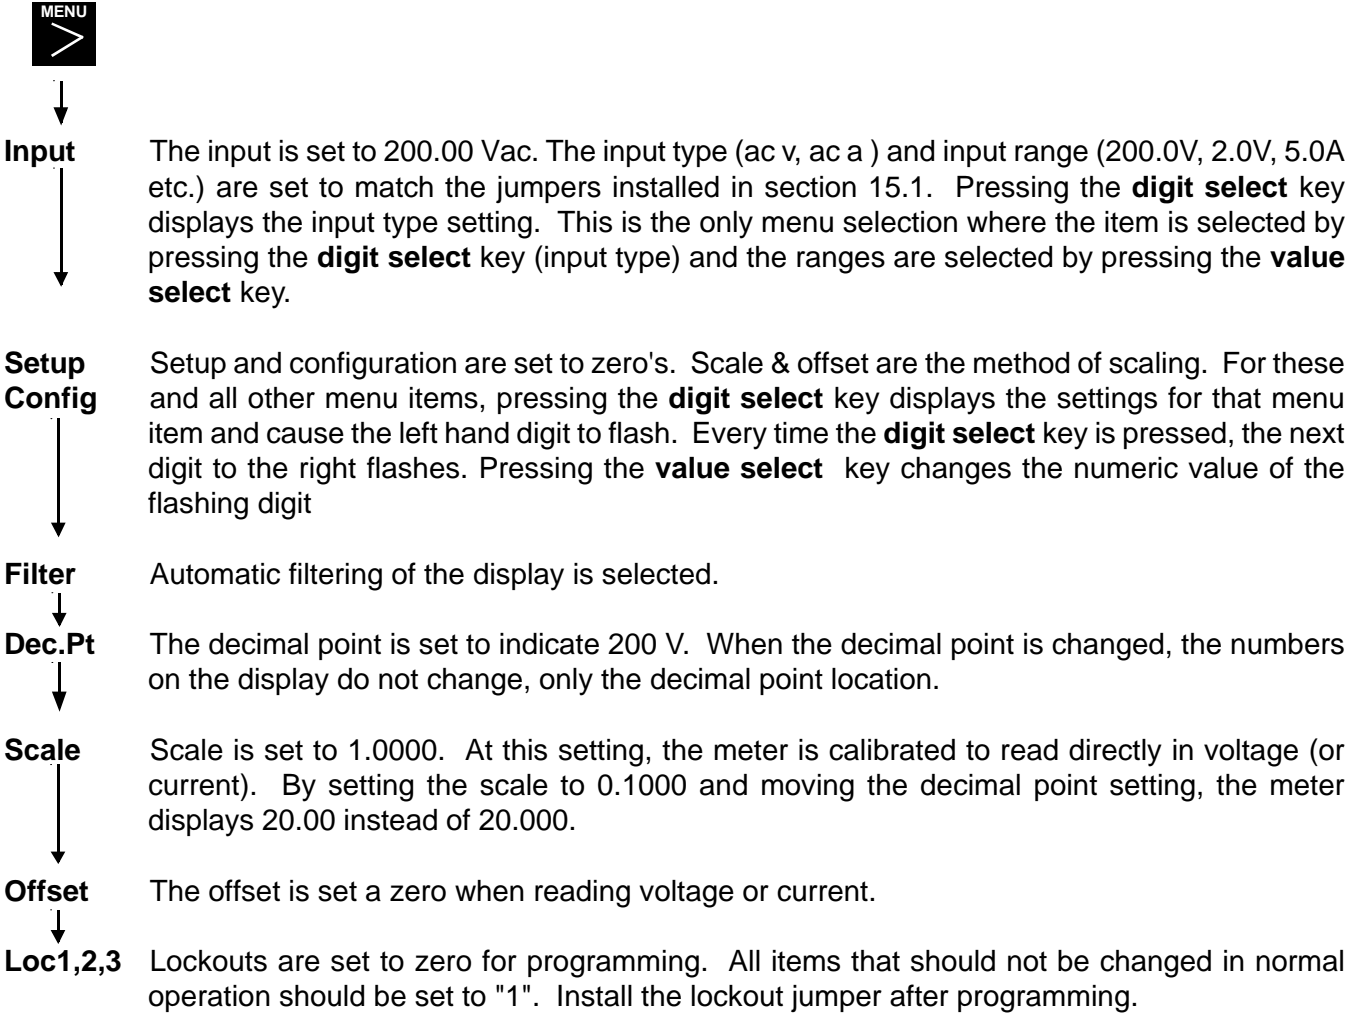 MENU
Input The input is set to 200.00 Vac. The input type (ac v, ac a ) and input range (200.0V, 2.0V, 5.0A
etc.) are set to match the jumpers installed in section 15.1. Pressing the digit select key
displays the input type setting. This is the only menu selection where the item is selected by
pressing the digit select key (input type) and the ranges are selected by pressing the value
select key.
Setup Setup and configuration are set to zero's. Scale & offset are the method of scaling. For these
Config and all other menu items, pressing the digit select key displays the settings for that menu
item and cause the left hand digit to flash. Every time the digit select key is pressed, the next
digit to the right flashes. Pressing the value select key changes the numeric value of the
flashing digit
Filter Automatic filtering of the display is selected.
Dec.Pt The decimal point is set to indicate 200 V. When the decimal point is changed, the numbers
on the display do not change, only the decimal point location.
Scale Scale is set to 1.0000. At this setting, the meter is calibrated to read directly in voltage (or
current). By setting the scale to 0.1000 and moving the decimal point setting, the meter
displays 20.00 instead of 20.000.
Offset The offset is set a zero when reading voltage or current.
Loc1,2,3 Lockouts are set to zero for programming. All items that should not be changed in normal
operation should be set to "1". Install the lockout jumper after programming.